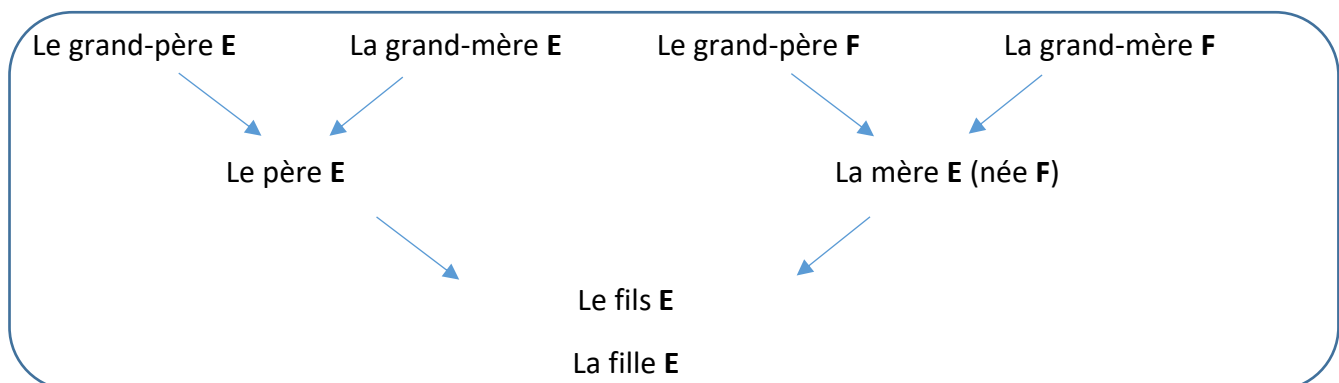 Le grand-père E La grand-mère E Le grand-père F La grand-mère F
Le père E La mère E (née F)
Le fils E
La fille E